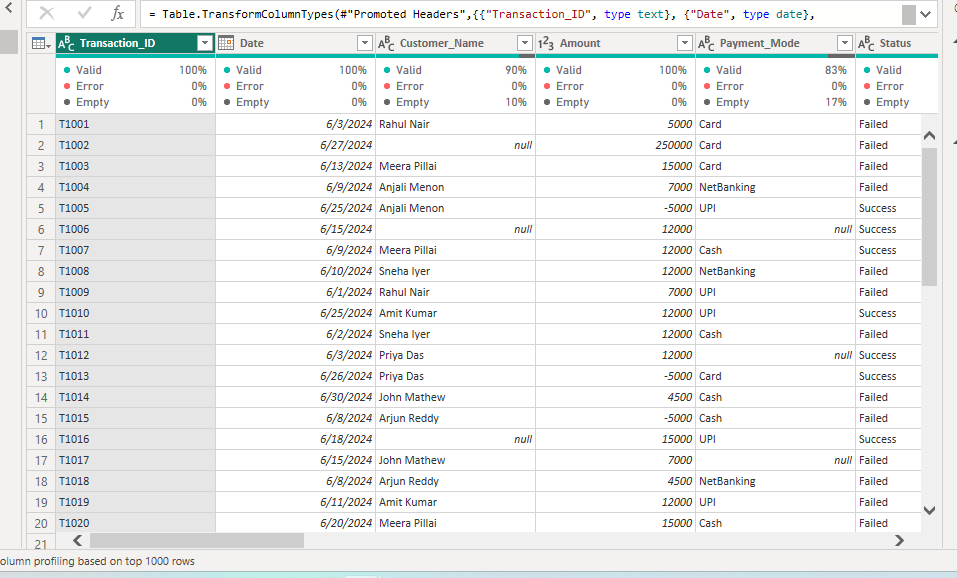 fx = Table.TransformColumnTypes(#"Promoted Headers",{{"Transaction_ID", type text}, {"Date", type date},
ABC Transaction_ID Date ABC Customer_Name 123 Amount ABC Payment_Mode ABC Status
Valid 100% Valid 100% Valid 90% Valid 100% Valid 83% Valid
Error 0% Error 0% Error 0% Error 0% Error 0% Error
Empty 0% Empty 0% Empty 10% Empty 0% Empty 17% Empty
1 T1001 6/3/2024 Rahul Nair 5000 Card Failed
2 T1002 6/27/2024 null 250000 Card Failed
3 T1003 6/13/2024 Meera Pillai 15000 Card Failed
4 T1004 6/9/2024 Anjali Menon 7000 NetBanking Failed
5 T1005 6/25/2024 Anjali Menon -5000 UPI Success
6 T1006 6/15/2024 null 12000 null Success
7 T1007 6/9/2024 Meera Pillai 12000 Cash Success
8 T1008 6/10/2024 Sneha Iyer 12000 NetBanking Failed
9 T1009 6/1/2024 Rahul Nair 7000 UPI Failed
10 T1010 6/25/2024 Amit Kumar 12000 UPI Success
11 T1011 6/2/2024 Sneha Iyer 12000 Cash Failed
12 T1012 6/3/2024 Priya Das 12000 null Success
13 T1013 6/26/2024 Priya Das -5000 Card Success
14 T1014 6/30/2024 John Mathew 4500 Cash Failed
15 T1015 6/8/2024 Arjun Reddy -5000 Cash Failed
16 T1016 6/18/2024 null 15000 UPI Success
17 T1017 6/15/2024 John Mathew 7000 null Failed
18 T1018 6/8/2024 Arjun Reddy 4500 NetBanking Failed
19 T1019 6/11/2024 Amit Kumar 12000 UPI Failed
20 T1020 6/20/2024 Meera Pillai 15000 Cash Failed
21
olumn profiling based on top 1000 rows